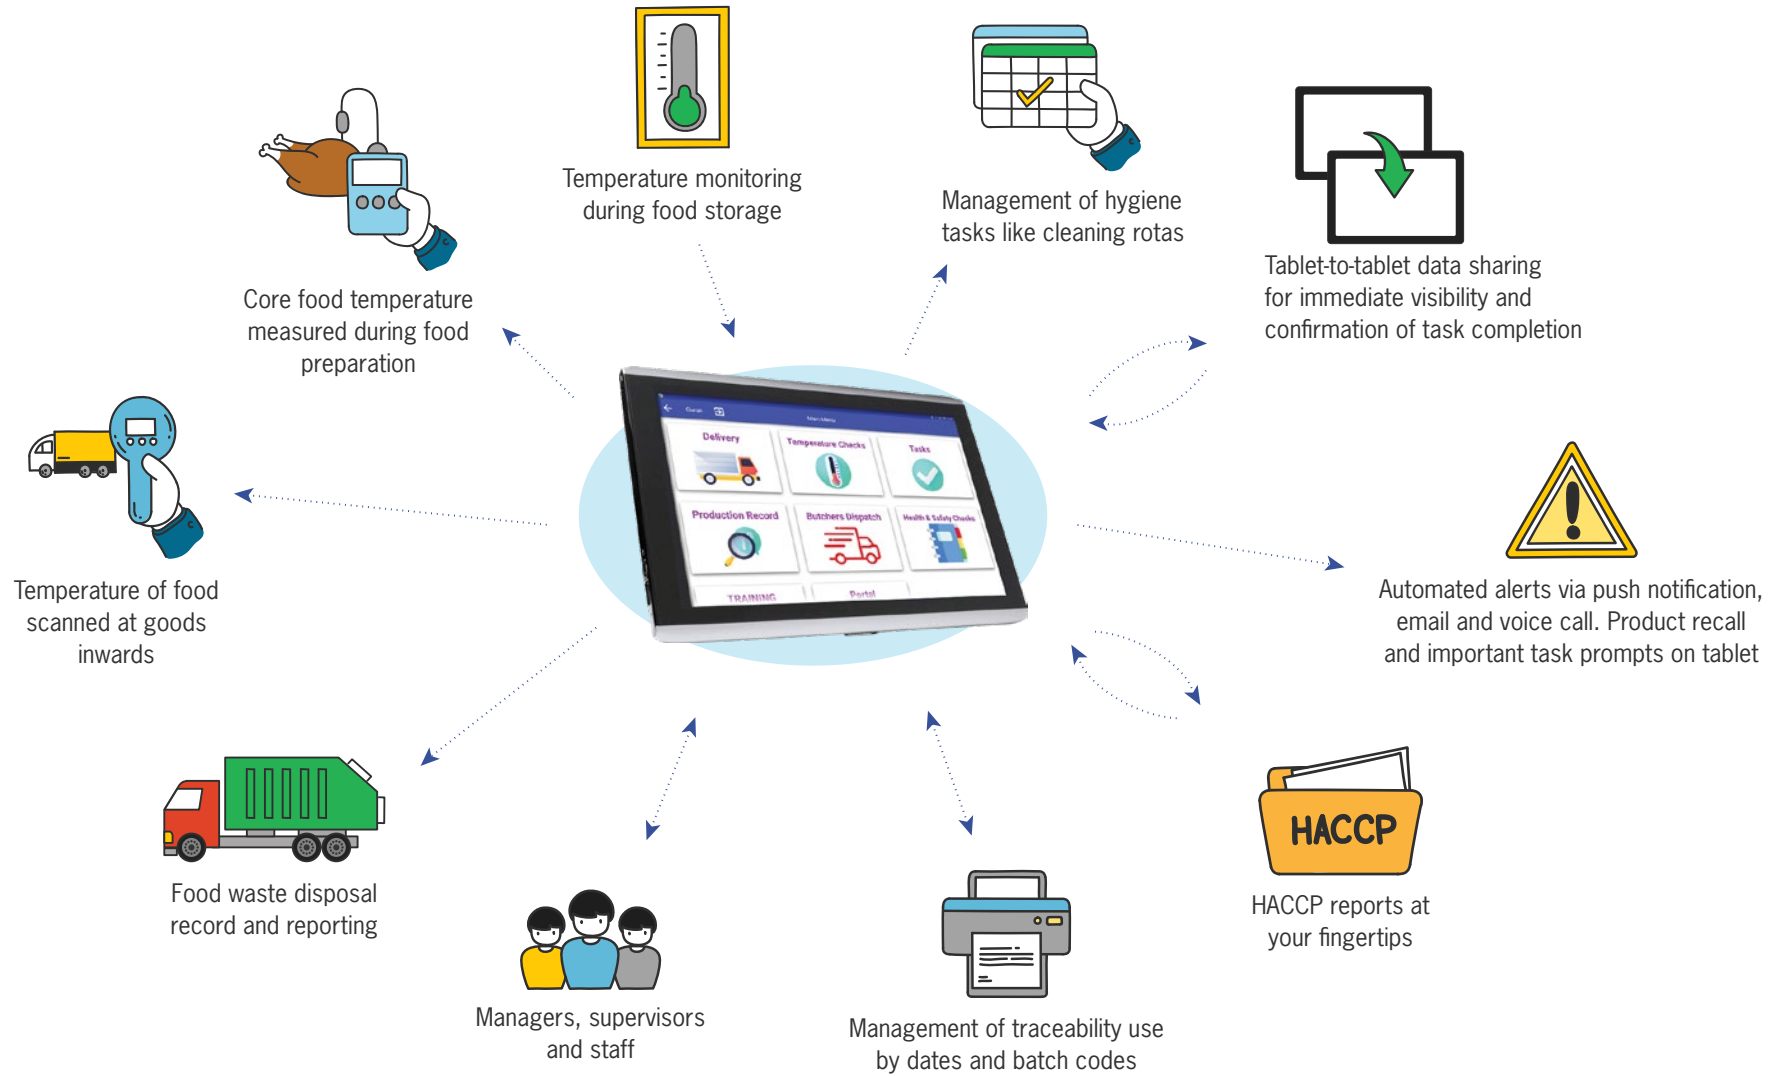 Temperature monitoring
during food storage
Management of hygiene
tasks like cleaning rotas
Tablet-to-tablet data sharing
for immediate visibility and
confirmation of task completion
Core food temperature
measured during food
preparation
Main Menu
Delivery
Temperature Checks
Tasks
Production Record
Butchers Dispatch
Health & Safety Checks
TRAINING
Portal
Temperature of food
scanned at goods
inwards
Automated alerts via push notification,
email and voice call. Product recall
and important task prompts on tablet
HACCP
HACCP reports at
your fingertips
Food waste disposal
record and reporting
Managers, supervisors
and staff
Management of traceability use
by dates and batch codes